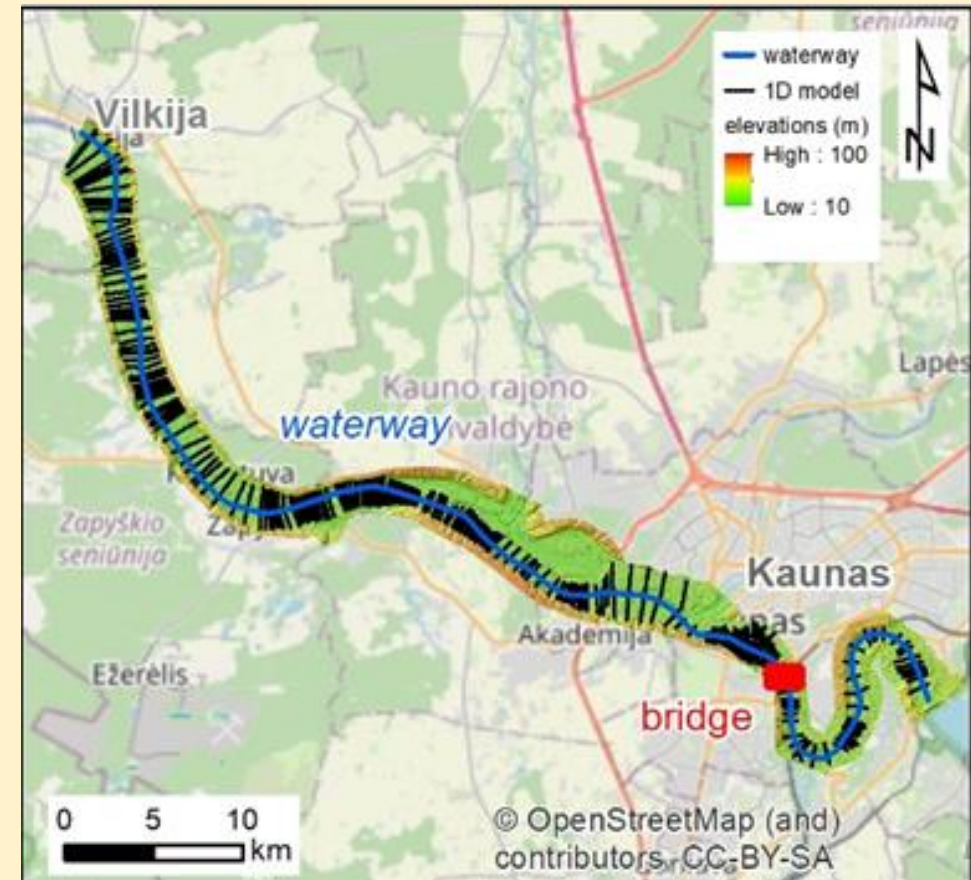 seniūnija
waterway
1D model
elevations (m)
High : 100
Low : 10
N
Vilkija
Lapės
Kauno rajono
waterway
valdybė
Zapyškio
seniūnija
Kaunas
Akademija
Ežerėlis
bridge
0 5 10
km
© OpenStreetMap (and)
contributors, CC-BY-SA